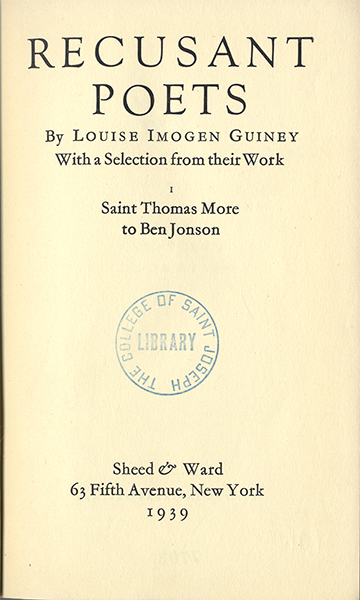 RECUSANT
POETS
By LOUISE IMOGEN GUINEY
With a Selection from their Work
I
Saint Thomas More
to Ben Jonson
THE COLLEGE OF SAINT JOSEPH
LIBRARY
Sheed & Ward
63 Fifth Avenue, New York
1939